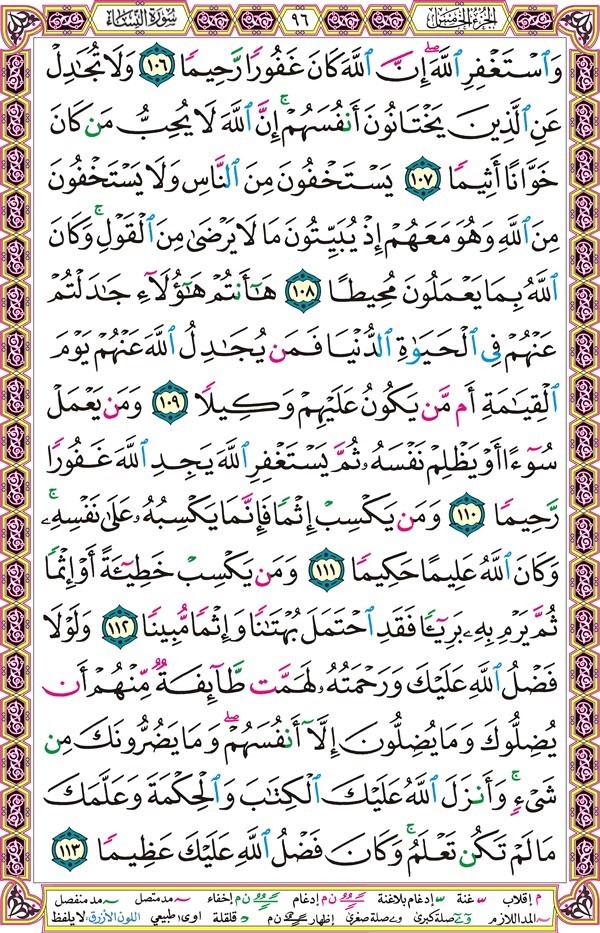 سورة النساء ٩٦ الجزء الخامس
وَٱسْتَغْفِرِ ٱللَّهَ ۖ إِنَّ ٱللَّهَ كَانَ غَفُورًا رَّحِيمًا ١٠٦ وَلَا تُجَٰدِلْ
عَنِ ٱلَّذِينَ يَخْتَانُونَ أَنفُسَهُمْ ۚ إِنَّ ٱللَّهَ لَا يُحِبُّ مَن كَانَ
خَوَّانًا أَثِيمًا ١٠٧ يَسْتَخْفُونَ مِنَ ٱلنَّاسِ وَلَا يَسْتَخْفُونَ
مِنَ ٱللَّهِ وَهُوَ مَعَهُمْ إِذْ يُبَيِّتُونَ مَا لَا يَرْضَىٰ مِنَ ٱلْقَوْلِ ۚ وَكَانَ
ٱللَّهُ بِمَا يَعْمَلُونَ مُحِيطًا ١٠٨ هَٰٓأَنتُمْ هَٰٓؤُلَآءِ جَٰدَلْتُمْ
عَنْهُمْ فِى ٱلْحَيَوٰةِ ٱلدُّنْيَا فَمَن يُجَٰدِلُ ٱللَّهَ عَنْهُمْ يَوْمَ
ٱلْقِيَٰمَةِ أَم مَّن يَكُونُ عَلَيْهِمْ وَكِيلًا ١٠٩ وَمَن يَعْمَلْ
سُوٓءًا أَوْ يَظْلِمْ نَفْسَهُۥ ثُمَّ يَسْتَغْفِرِ ٱللَّهَ يَجِدِ ٱللَّهَ غَفُورًا
رَّحِيمًا ١١٠ وَمَن يَكْسِبْ إِثْمًا فَإِنَّمَا يَكْسِبُهُۥ عَلَىٰ نَفْسِهِۦ ۚ
وَكَانَ ٱللَّهُ عَلِيمًا حَكِيمًا ١١١ وَمَن يَكْسِبْ خَطِيٓـَٔةً أَوْ إِثْمًا
ثُمَّ يَرْمِ بِهِۦ بَرِيٓـًٔا فَقَدِ ٱحْتَمَلَ بُهْتَٰنًا وَإِثْمًا مُّبِينًا ١١٢ وَلَوْلَا
فَضْلُ ٱللَّهِ عَلَيْكَ وَرَحْمَتُهُۥ لَهَمَّت طَّآئِفَةٌ مِّنْهُمْ أَن
يُضِلُّوكَ وَمَا يُضِلُّونَ إِلَّآ أَنفُسَهُمْ ۖ وَمَا يَضُرُّونَكَ مِن
شَىْءٍ ۚ وَأَنزَلَ ٱللَّهُ عَلَيْكَ ٱلْكِتَٰبَ وَٱلْحِكْمَةَ وَعَلَّمَكَ
مَا لَمْ تَكُن تَعْلَمُ ۚ وَكَانَ فَضْلُ ٱللَّهِ عَلَيْكَ عَظِيمًا ١١٣
م إقلاب غنة إدغام بلاغنة ن م إدغام ن م إخفاء مد متصل مد منفصل
المد اللازم صلة كبرى صلة صغرى إظهار ن م قلقلة اوى طبيعي اللون الأزرق: لا يلفظ